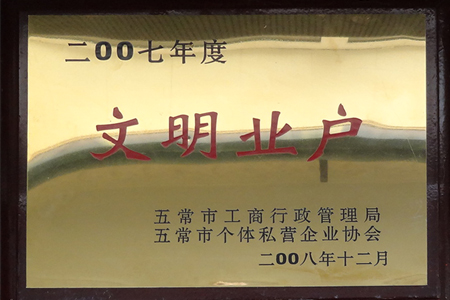 二00七年度
文明业户
五常市工商行政管理局
五常市个体私营企业协会
二00八年十二月